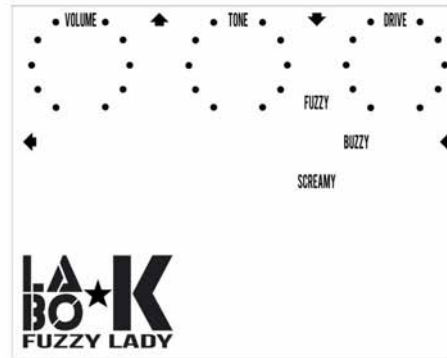 VOLUME TONE DRIVE
FUZZY
BUZZY
SCREAMY
LA
BO★K
FUZZY LADY